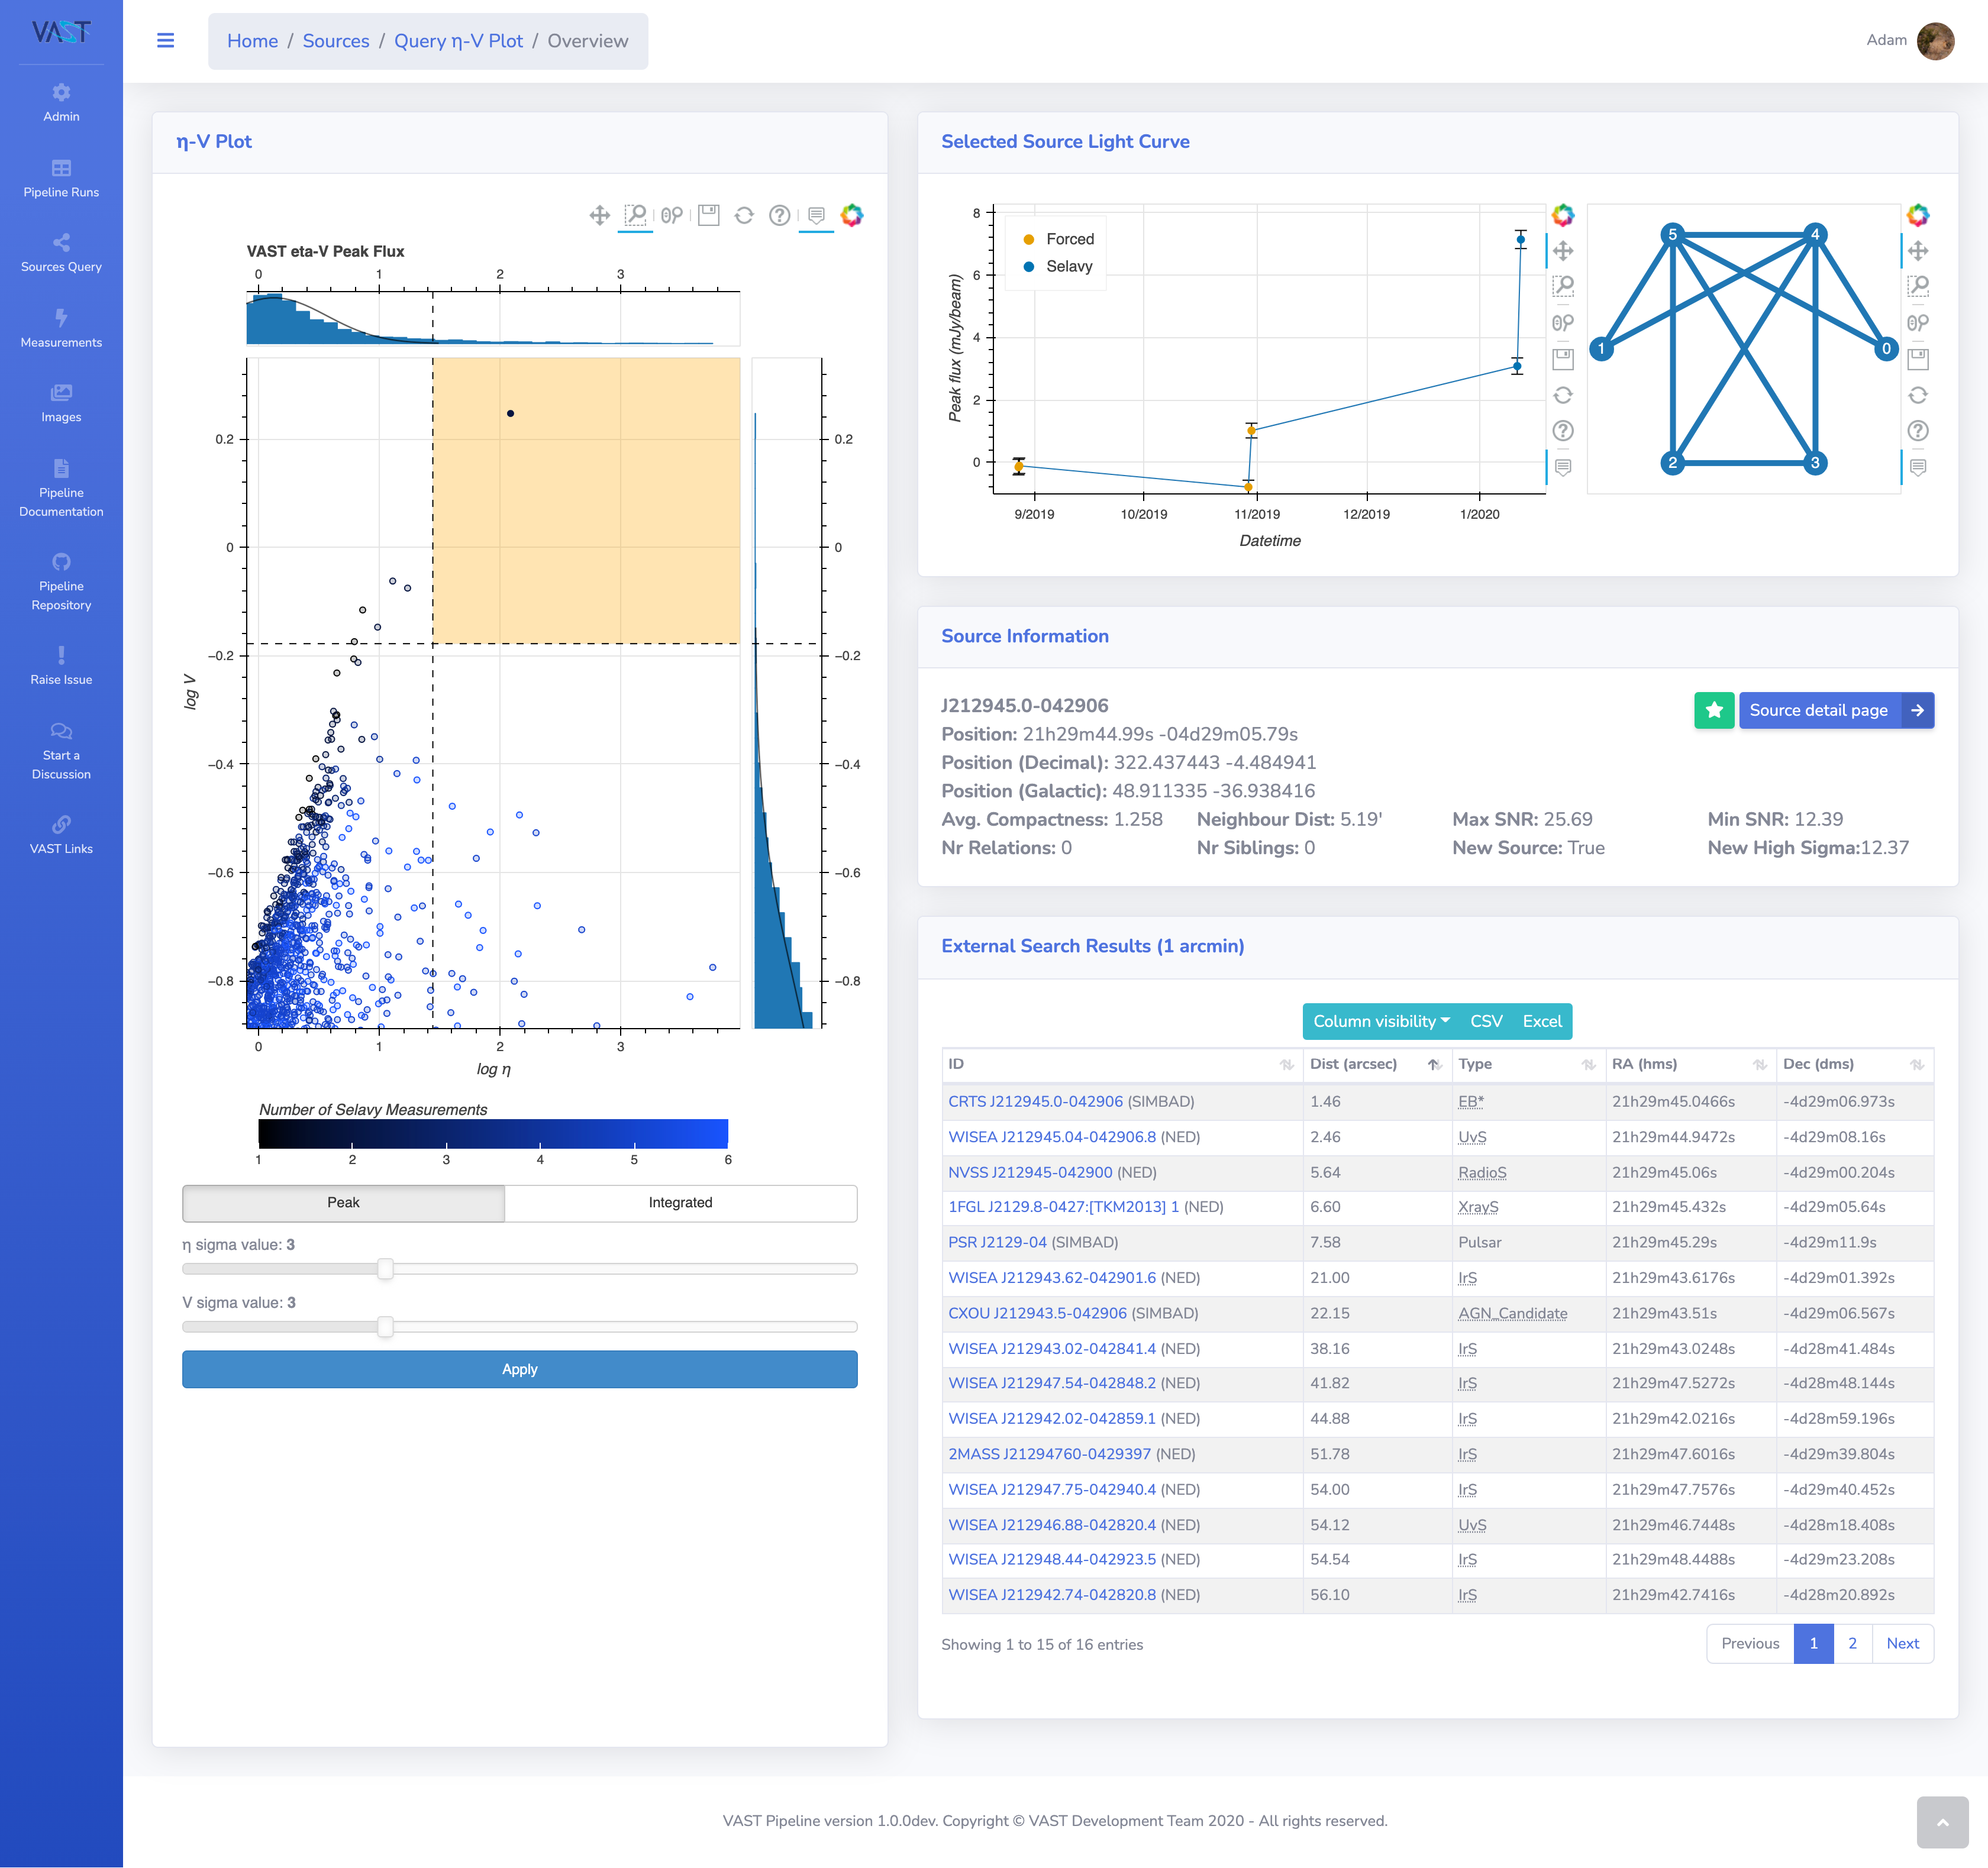 VAST
Admin
Pipeline Runs
Sources Query
Measurements
Images
Pipeline
Documentation
Pipeline
Repository
Raise Issue
Start a
Discussion
VAST Links
Home / Sources / Query η-V Plot / Overview
Adam
η-V Plot
VAST eta-V Peak Flux
0 1 2 3
0.2
0
−0.2
−0.4
−0.6
−0.8
log V
0.2
0
−0.2
−0.4
−0.6
−0.8
0 1 2 3
log η
Number of Selavy Measurements
1 2 3 4 5 6
Peak Integrated
η sigma value: 3
V sigma value: 3
Apply
Selected Source Light Curve
Peak flux (mJy/beam)
8
6
4
2
0
Forced
Selavy
9/2019 10/2019 11/2019 12/2019 1/2020
Datetime
5 4
1 0
2 3
Source Information
J212945.0-042906
Source detail page
Position: 21h29m44.99s -04d29m05.79s
Position (Decimal): 322.437443 -4.484941
Position (Galactic): 48.911335 -36.938416
Avg. Compactness: 1.258 Neighbour Dist: 5.19' Max SNR: 25.69 Min SNR: 12.39
Nr Relations: 0 Nr Siblings: 0 New Source: True New High Sigma:12.37
External Search Results (1 arcmin)
Column visibility CSV Excel
ID Dist (arcsec) Type RA (hms) Dec (dms)
CRTS J212945.0-042906 (SIMBAD) 1.46 EB* 21h29m45.0466s -4d29m06.973s
WISEA J212945.04-042906.8 (NED) 2.46 UvS 21h29m44.9472s -4d29m08.16s
NVSS J212945-042900 (NED) 5.64 RadioS 21h29m45.06s -4d29m00.204s
1FGL J2129.8-0427:[TKM2013] 1 (NED) 6.60 XrayS 21h29m45.432s -4d29m05.64s
PSR J2129-04 (SIMBAD) 7.58 Pulsar 21h29m45.29s -4d29m11.9s
WISEA J212943.62-042901.6 (NED) 21.00 IrS 21h29m43.6176s -4d29m01.392s
CXOU J212943.5-042906 (SIMBAD) 22.15 AGN_Candidate 21h29m43.51s -4d29m06.567s
WISEA J212943.02-042841.4 (NED) 38.16 IrS 21h29m43.0248s -4d28m41.484s
WISEA J212947.54-042848.2 (NED) 41.82 IrS 21h29m47.5272s -4d28m48.144s
WISEA J212942.02-042859.1 (NED) 44.88 IrS 21h29m42.0216s -4d28m59.196s
2MASS J21294760-0429397 (NED) 51.78 IrS 21h29m47.6016s -4d29m39.804s
WISEA J212947.75-042940.4 (NED) 54.00 IrS 21h29m47.7576s -4d29m40.452s
WISEA J212946.88-042820.4 (NED) 54.12 UvS 21h29m46.7448s -4d28m18.408s
WISEA J212948.44-042923.5 (NED) 54.54 IrS 21h29m48.4488s -4d29m23.208s
WISEA J212942.74-042820.8 (NED) 56.10 IrS 21h29m42.7416s -4d28m20.892s
Showing 1 to 15 of 16 entries
Previous 1 2 Next
VAST Pipeline version 1.0.0dev. Copyright © VAST Development Team 2020 - All rights reserved.